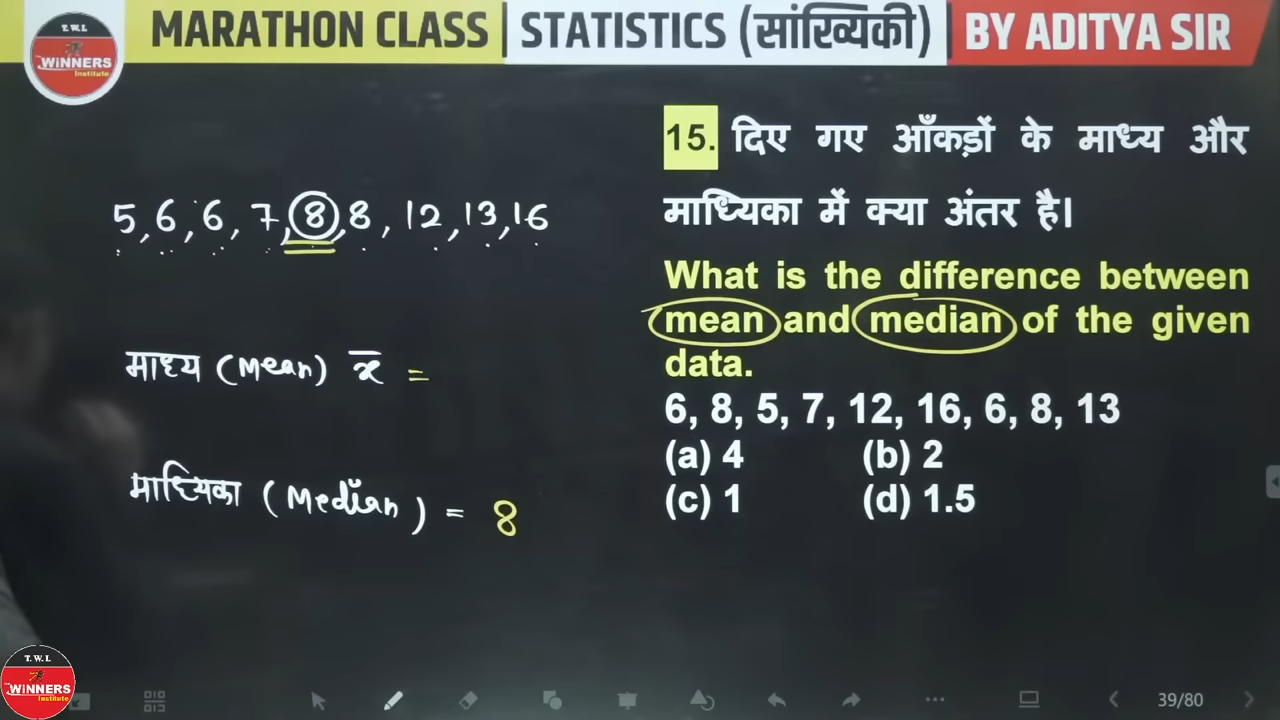 T.W.I.
WiNNERS
Institute
MARATHON CLASS
STATISTICS (सांख्यिकी)
BY ADITYA SIR
15. दिए गए आँकड़ों के माध्य और
माध्यिका में क्या अंतर है।
What is the difference between
mean and median of the given
data.
6, 8, 5, 7, 12, 16, 6, 8, 13
(a) 4 (b) 2
(c) 1 (d) 1.5
5, 6, 6, 7, 8, 8, 12, 13, 16
माध्य (Mean) x̄ =
माध्यिका (Median) = 8
T.W.I.
WiNNERS
Institute
39/80